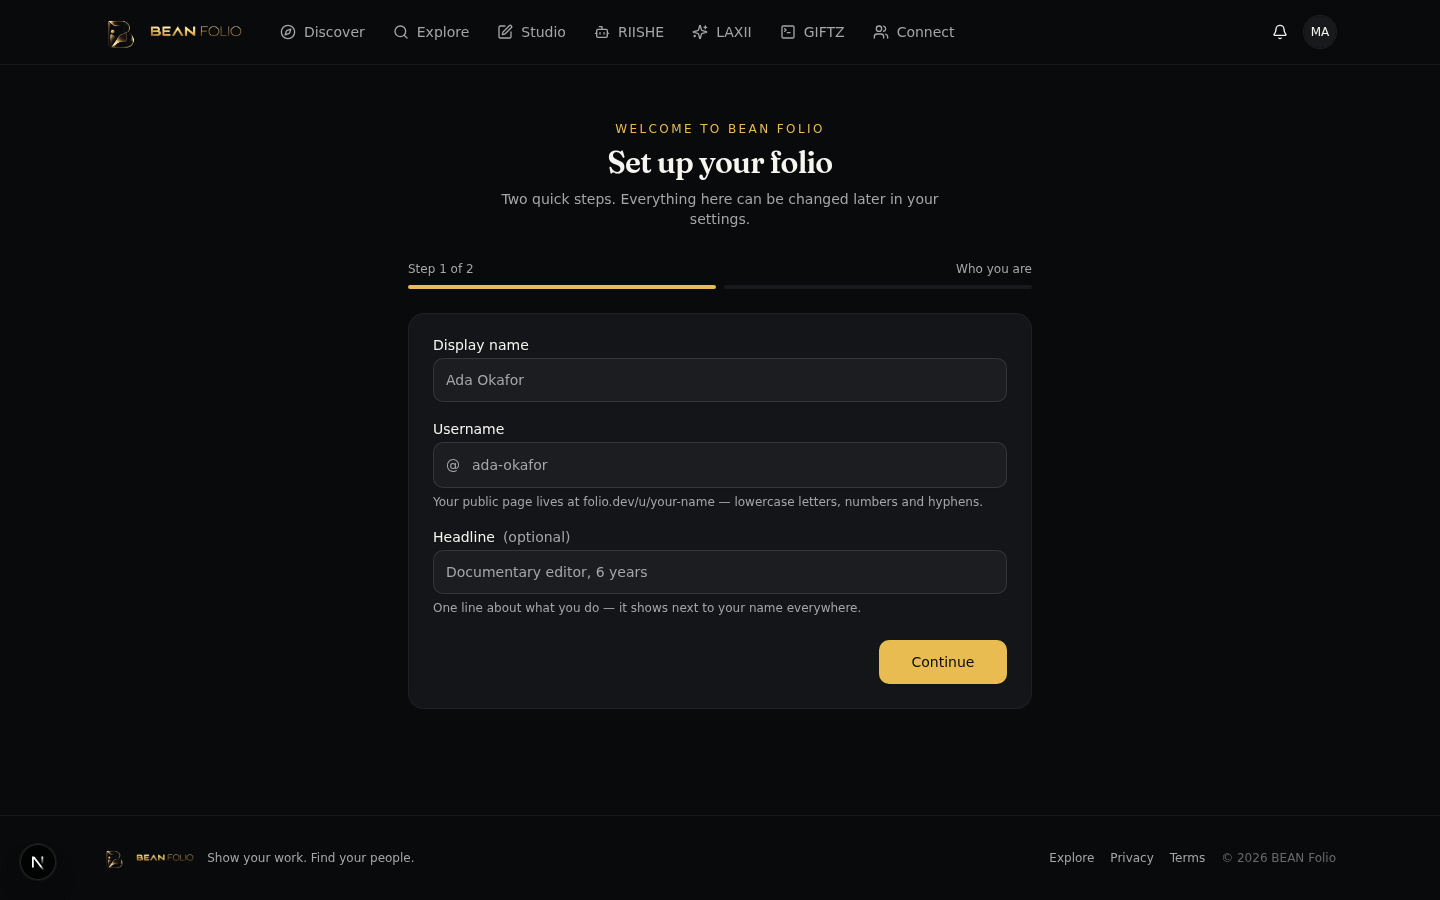 BEAN FOLIO
Discover
Explore
Studio
RIISHE
LAXII
GIFTZ
Connect
MA
WELCOME TO BEAN FOLIO
Set up your folio
Two quick steps. Everything here can be changed later in your
settings.
Step 1 of 2
Who you are
Display name
Ada Okafor
Username
@ ada-okafor
Your public page lives at folio.dev/u/your-name — lowercase letters, numbers and hyphens.
Headline (optional)
Documentary editor, 6 years
One line about what you do — it shows next to your name everywhere.
Continue
N
BEAN FOLIO
Show your work. Find your people.
Explore
Privacy
Terms
© 2026 BEAN Folio